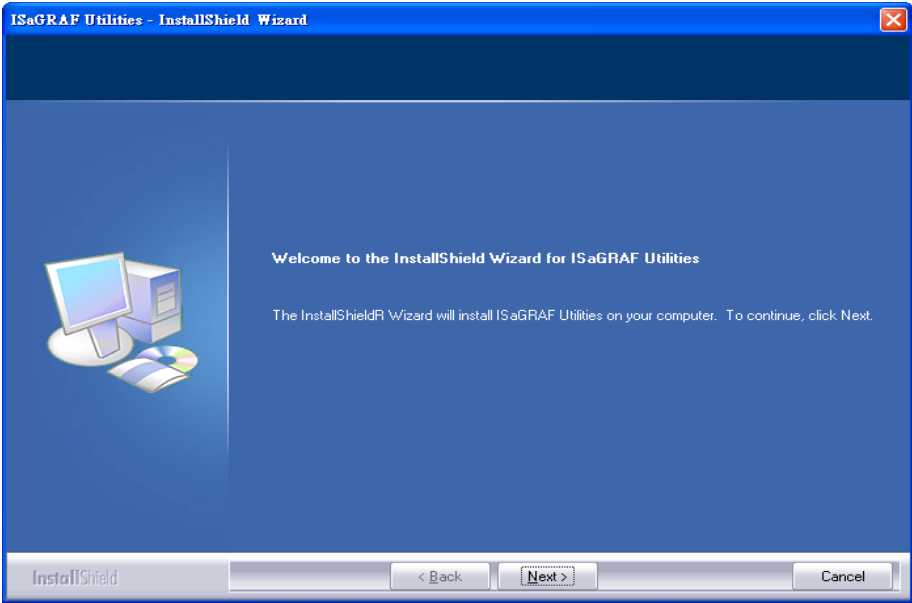 ISaGRAF Utilities - InstallShield Wizard
Welcome to the InstallShield Wizard for ISaGRAF Utilities
The InstallShieldR Wizard will install ISaGRAF Utilities on your computer.  To continue, click Next.
InstallShield
< Back
Next >
Cancel